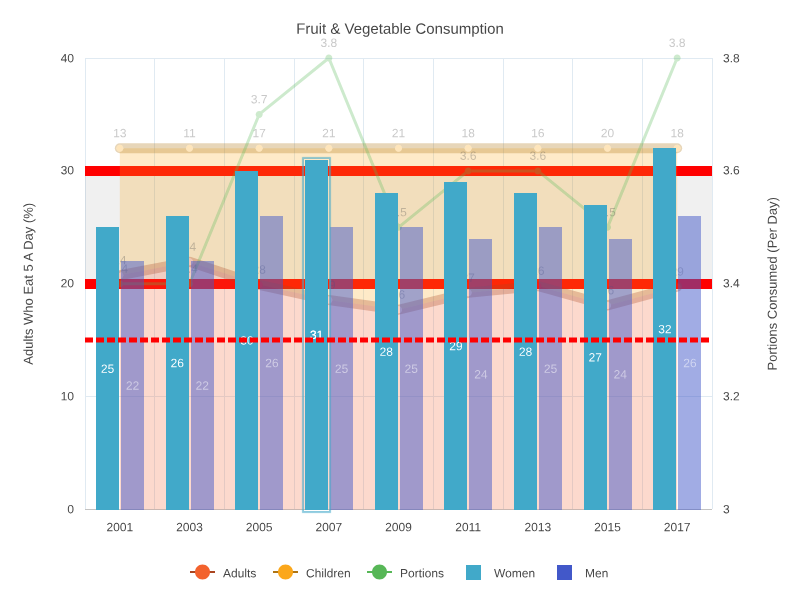 Fruit & Vegetable Consumption
3.8 3.8
40 3.8
3.7
13 11 17 21 21 18 16 20 18
3.6 3.6
30 3.6
Adults Who Eat 5 A Day (%)
Portions Consumed (Per Day)
20 3.4
31
32
28 29 28 27
25 26 26 25 25 25 26
22 22 24 24
10 3.2
0 3
2001 2003 2005 2007 2009 2011 2013 2015 2017
Adults Children Portions Women Men